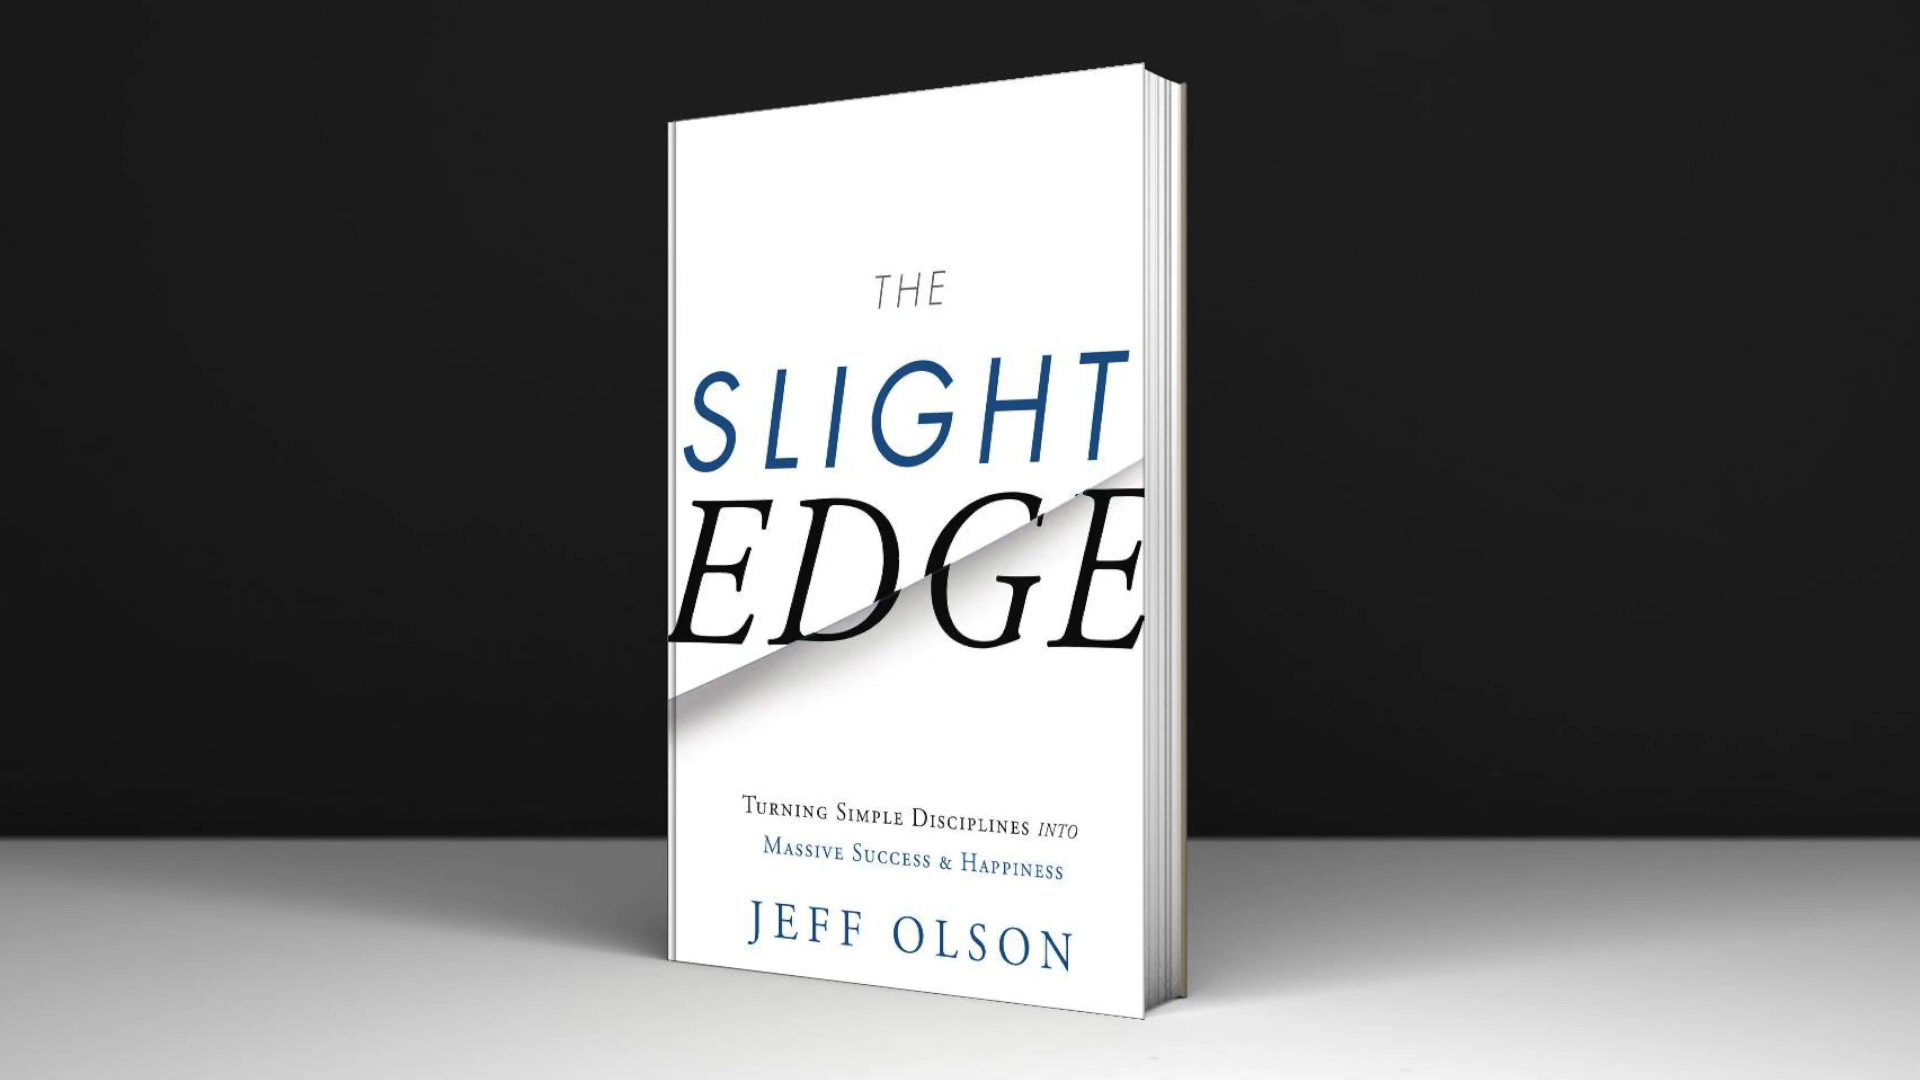 THE
SLIGHT
EDGE
TURNING SIMPLE DISCIPLINES INTO
MASSIVE SUCCESS & HAPPINESS
JEFF OLSON